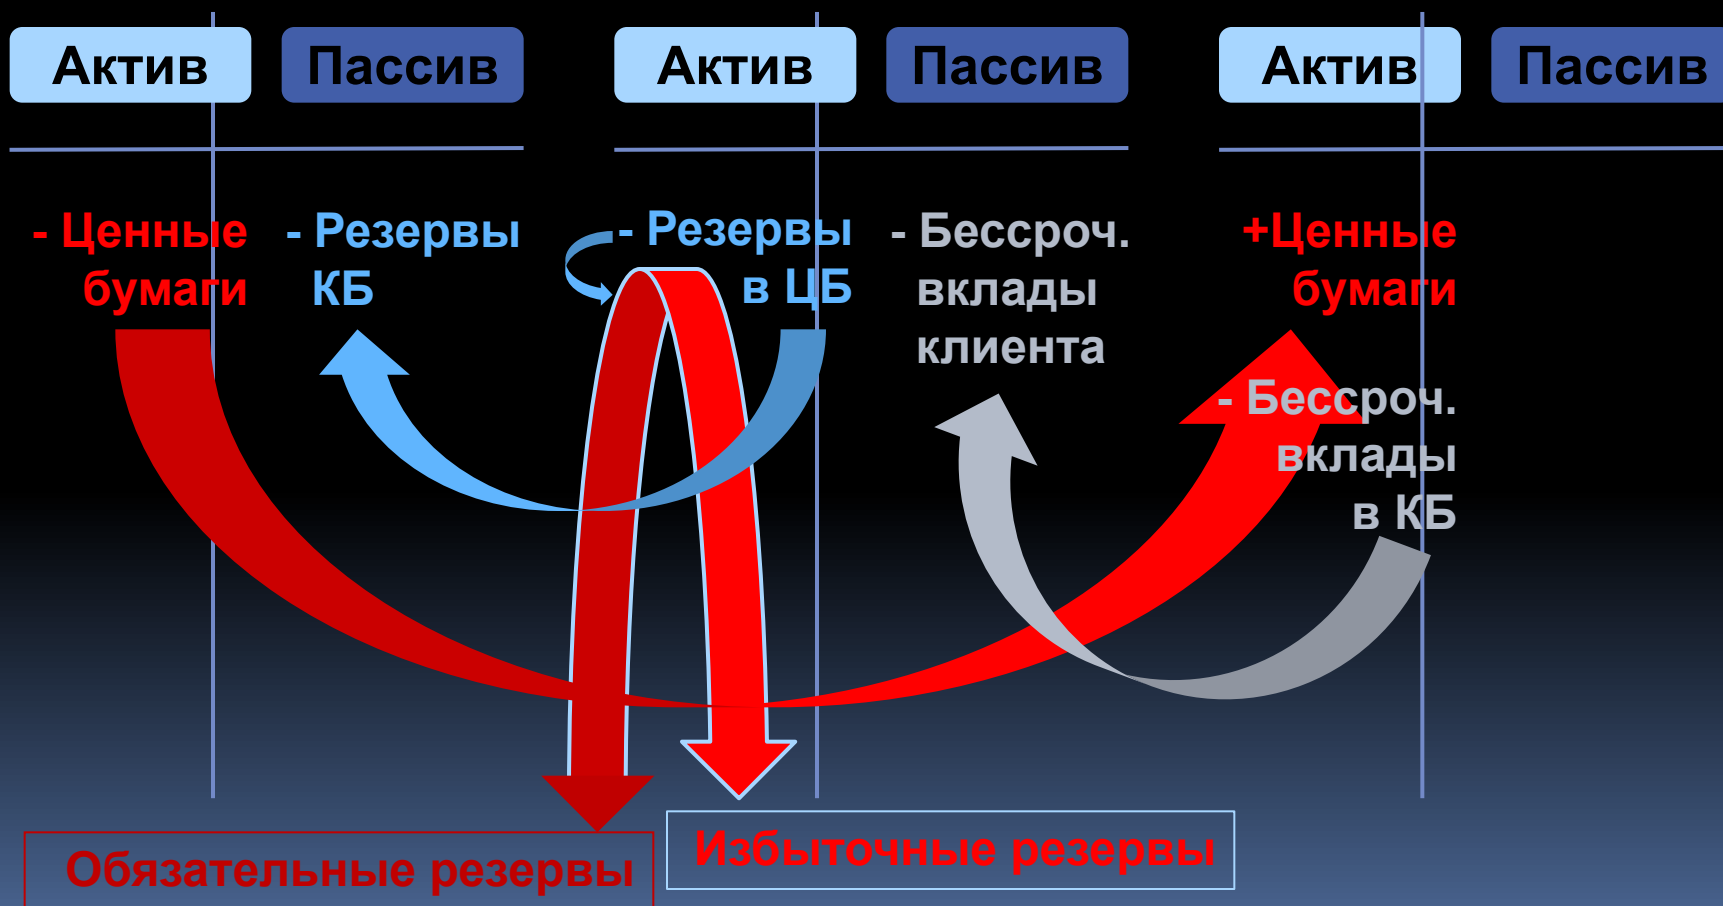 Актив Пассив Актив Пассив Актив Пассив
- Ценные
бумаги
- Резервы
КБ
- Резервы
в ЦБ
- Бессроч.
вклады
клиента
+Ценные
бумаги
- Бессроч.
вклады
в КБ
Обязательные резервы
Избыточные резервы